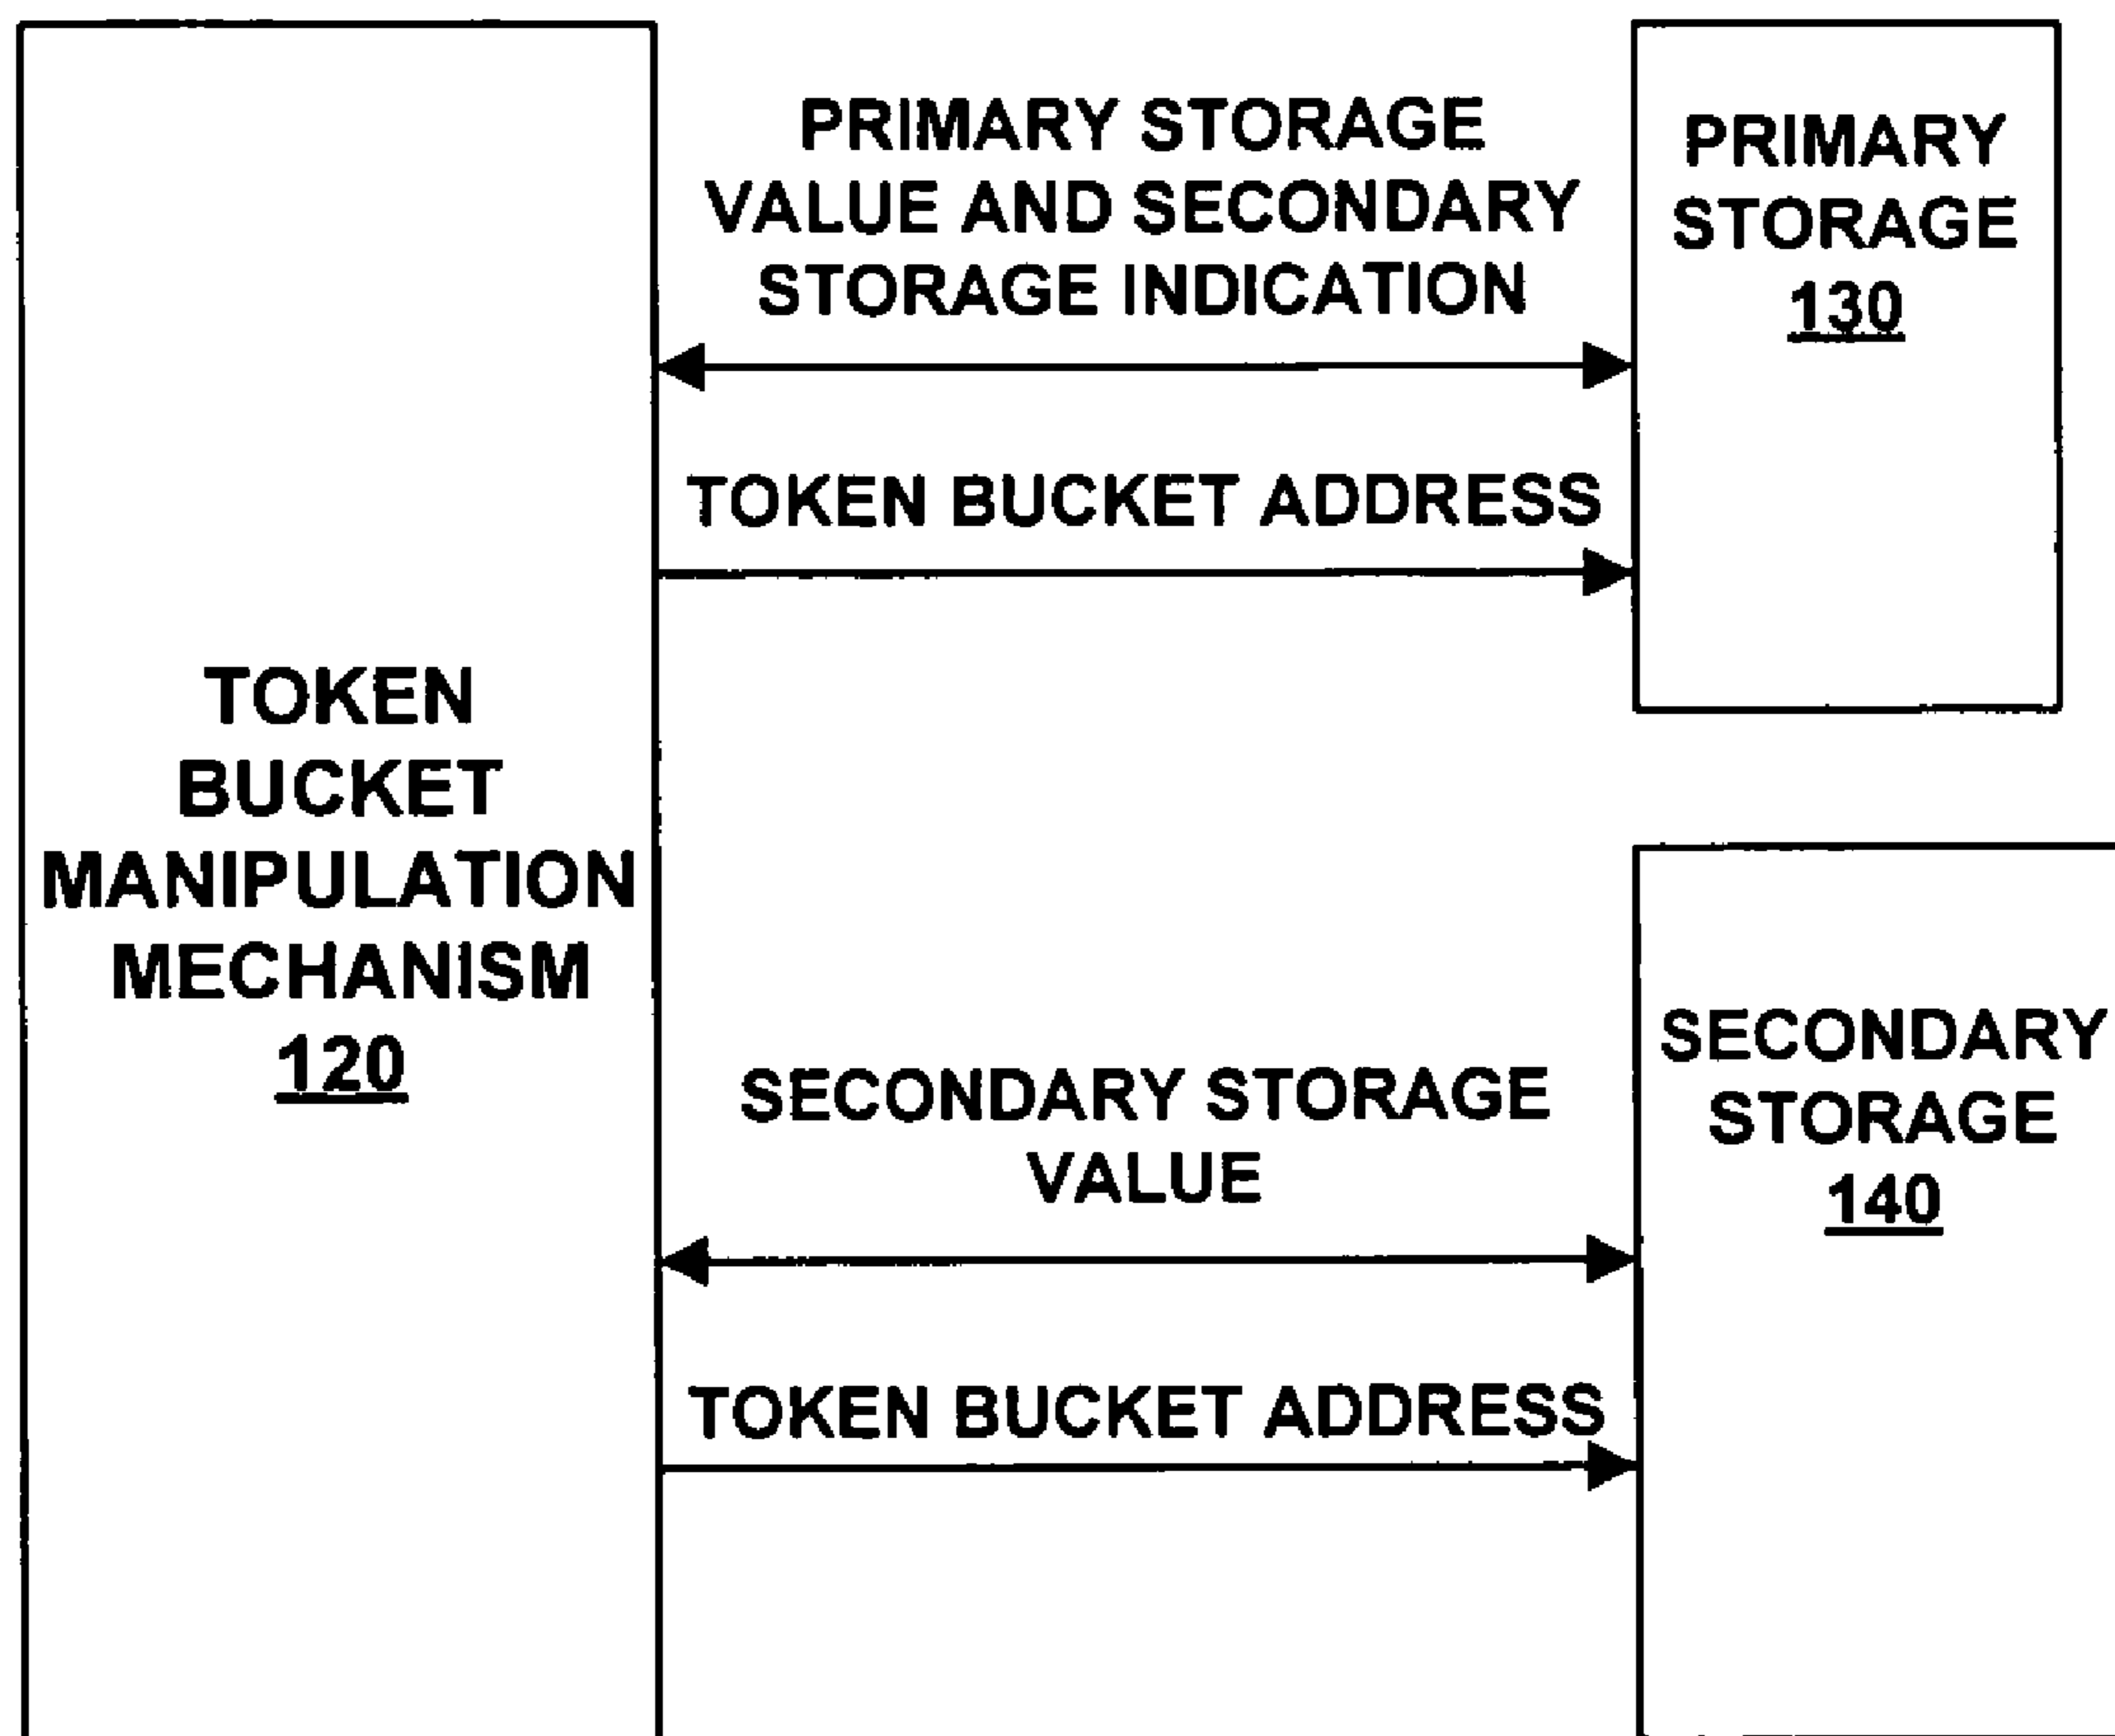 TOKEN
BUCKET
MANIPULATION
MECHANISM
120
PRIMARY STORAGE
VALUE AND SECONDARY
STORAGE INDICATION
TOKEN BUCKET ADDRESS
PRIMARY
STORAGE
130
SECONDARY STORAGE
VALUE
TOKEN BUCKET ADDRESS
SECONDARY
STORAGE
140